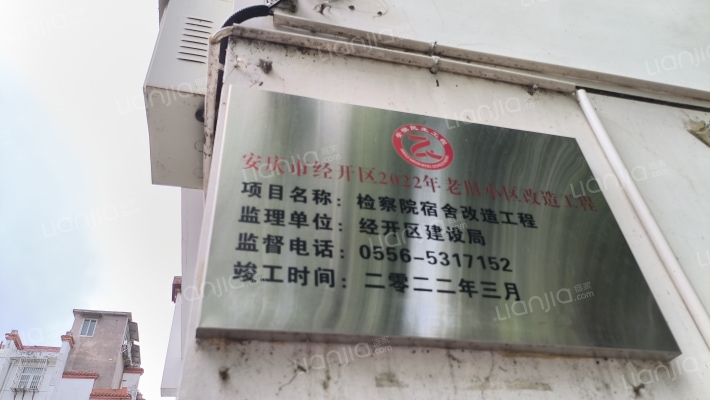 安庆市经开区2022年老旧小区改造工程
项目名称：检察院宿舍改造工程
监理单位：经开区建设局
监督电话：0556-5317152
竣工时间：二零二二年三月
Lianjia.com